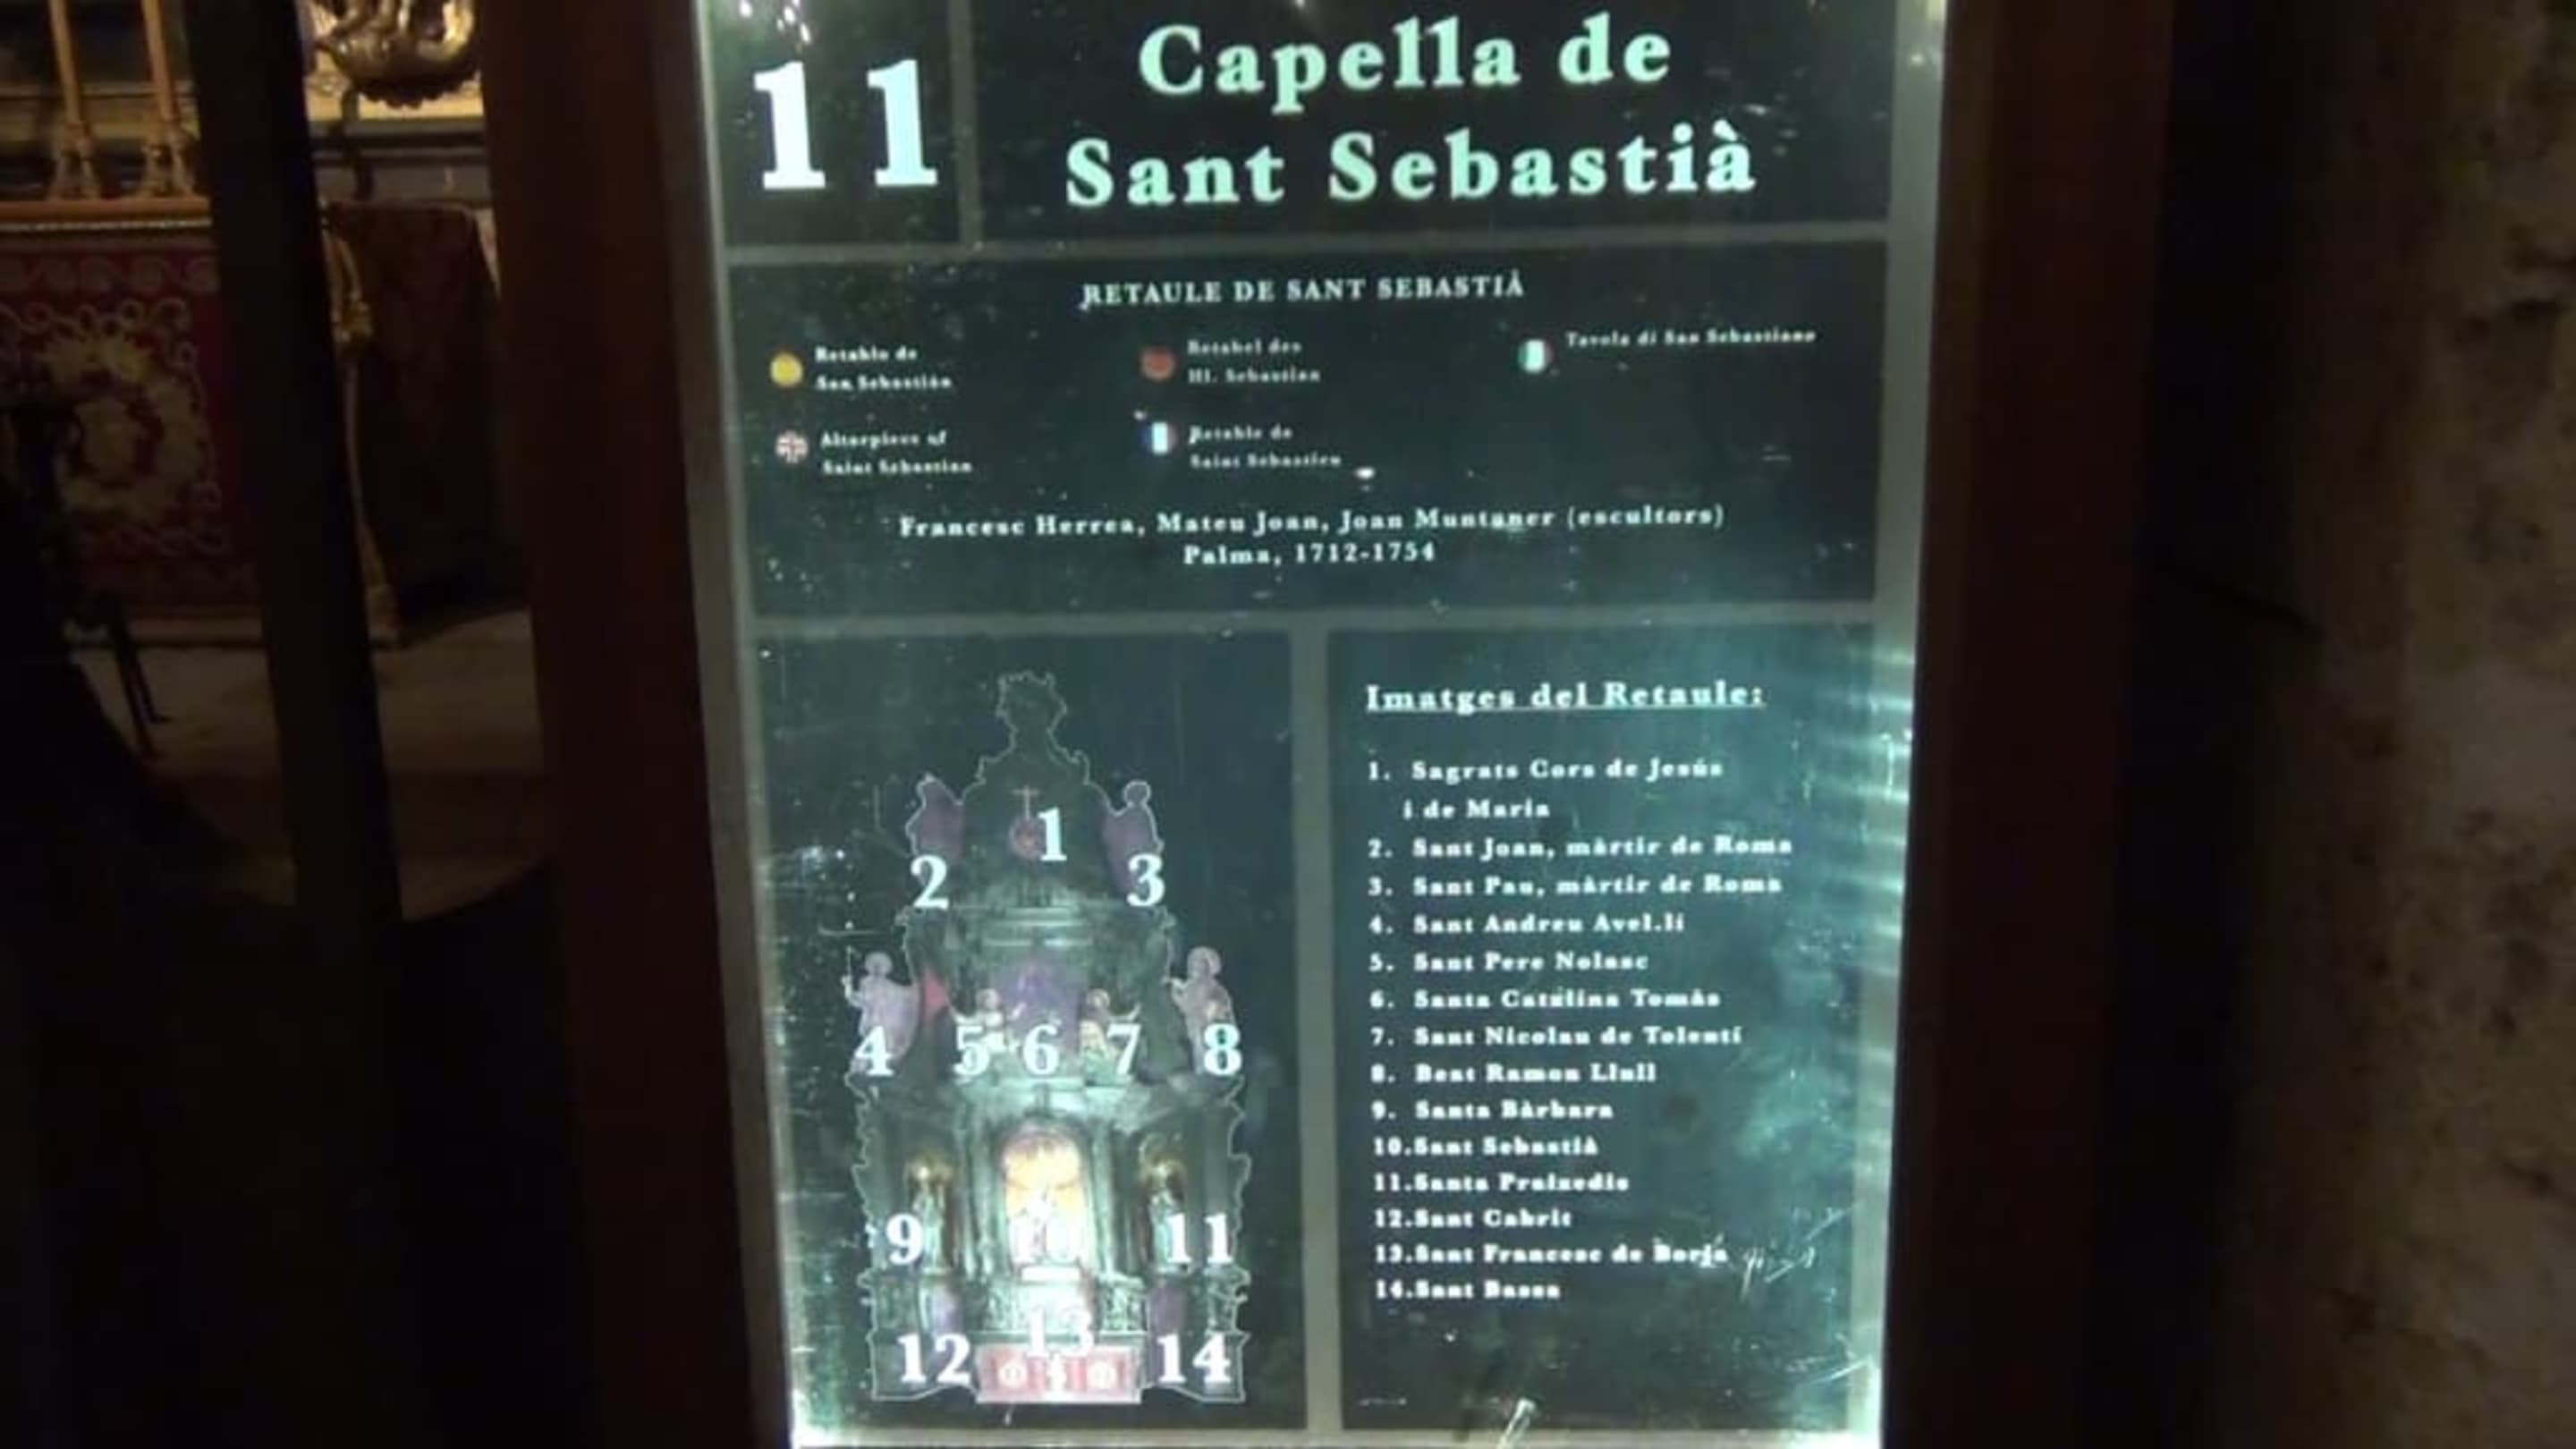 11
Capella de
Sant Sebastià
RETAULE DE SANT SEBASTIÀ
Retablo de
San Sebastián
Retabel des
Hl. Sebastian
Tavola di San Sebastiano
Altarpiece of
Saint Sebastian
Retable de
Saint Sebastien
Francesc Herrea, Mateu Joan, Joan Muntaner (escultors)
Palma, 1712-1754
1
2
3
4
5
6
7
8
9
10
11
12
13
14
Imatges del Retaule:
1. Sagrats Cors de Jesús
i de Maria
2. Sant Joan, màrtir de Roma
3. Sant Pau, màrtir de Roma
4. Sant Andreu Avel.lí
5. Sant Pere Nolasc
6. Santa Catalina Tomàs
7. Sant Nicolau de Tolentí
8. Beat Ramon Llull
9. Santa Bàrbara
10.Sant Sebastià
11.Santa Praixedis
12.Sant Cabrit
13.Sant Francesc de Borja
14.Sant Bassa